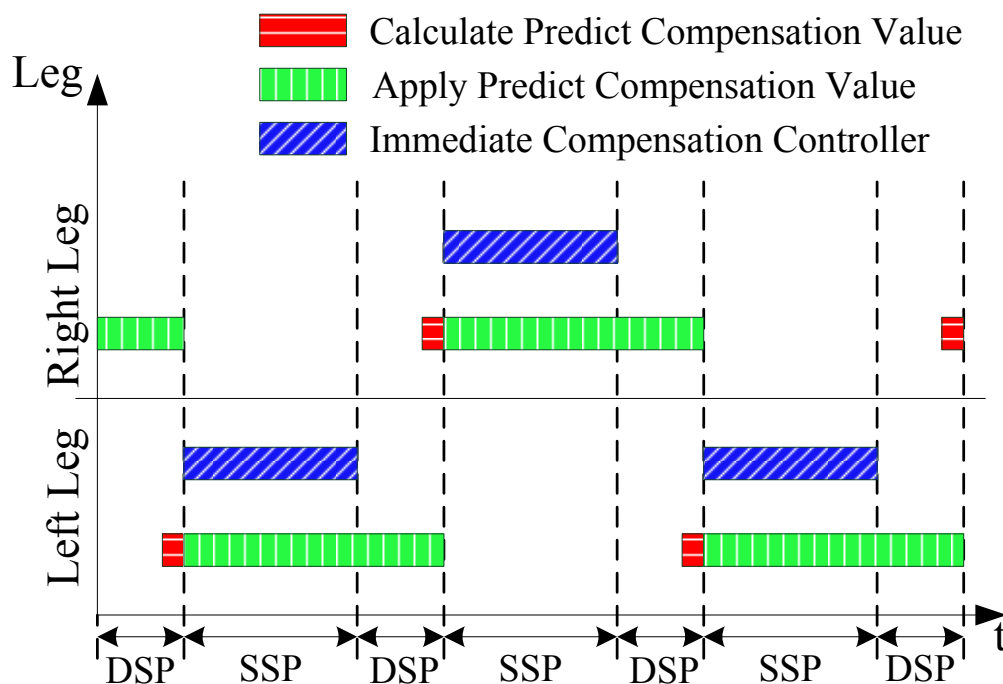 Calculate Predict Compensation Value
Leg
Apply Predict Compensation Value
Immediate Compensation Controller
Right Leg
Left Leg
t
DSP
SSP
DSP
SSP
DSP
SSP
DSP